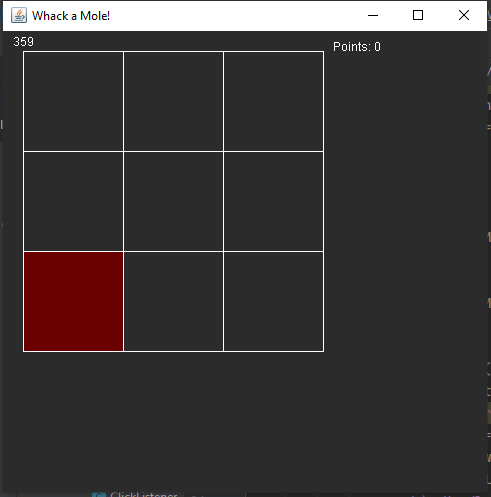 Whack a Mole!
359
Points: 0
ClickListener